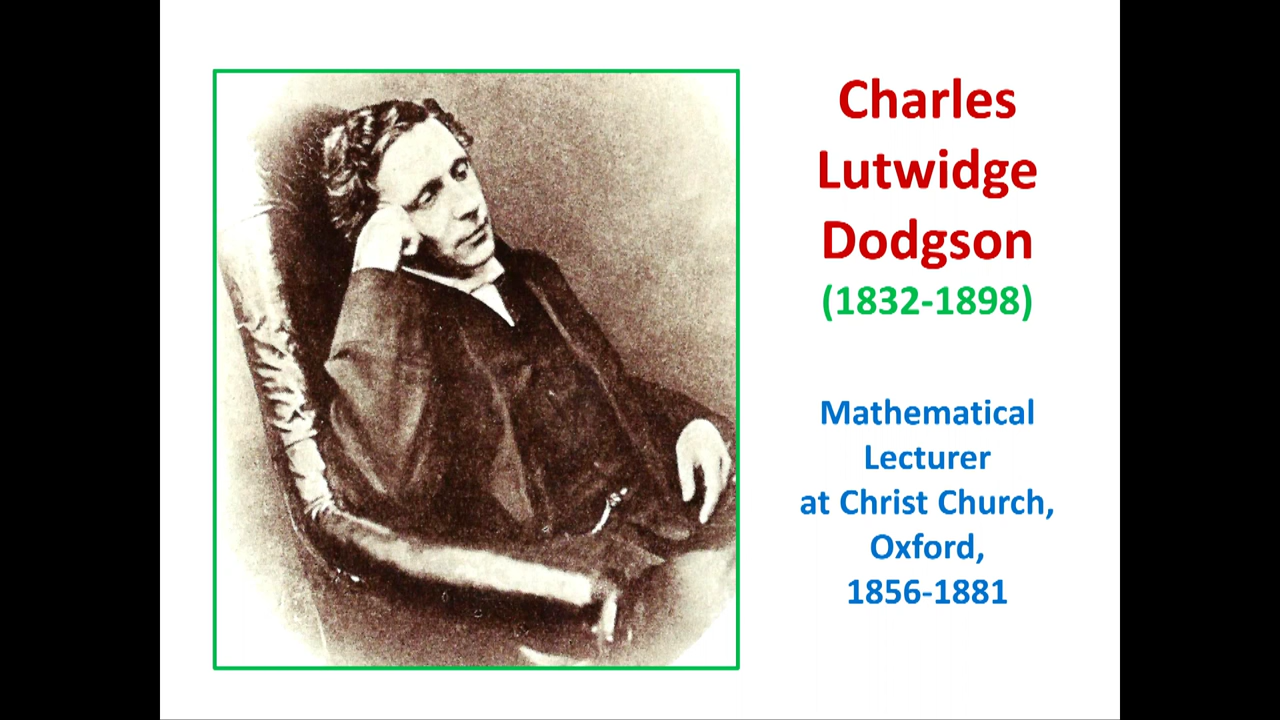 Charles
Lutwidge
Dodgson
(1832-1898)
Mathematical
Lecturer
at Christ Church,
Oxford,
1856-1881